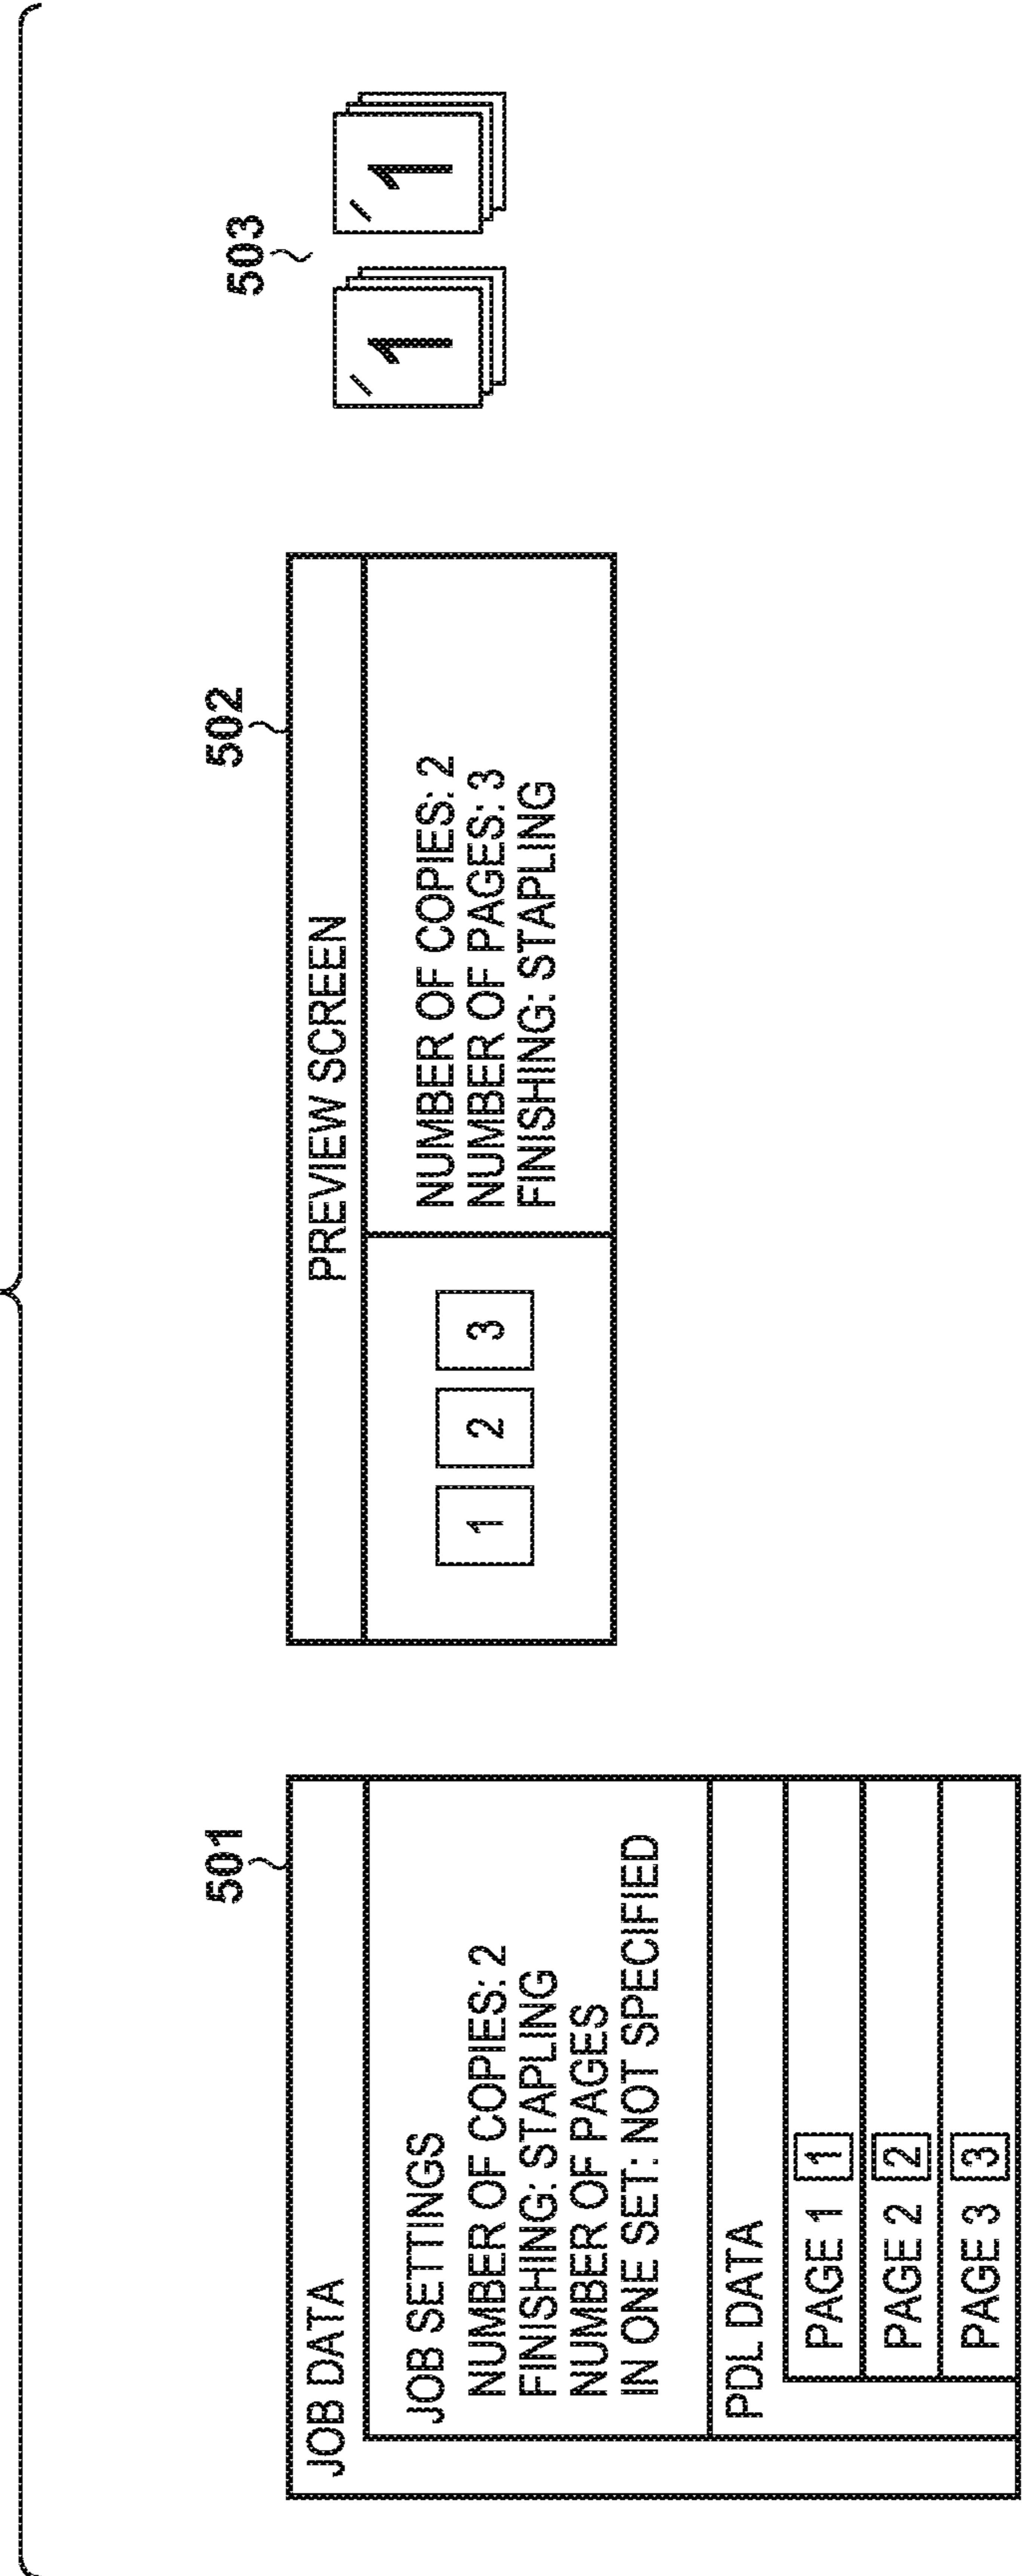 501
JOB DATA
JOB SETTINGS
NUMBER OF COPIES: 2
FINISHING: STAPLING
NUMBER OF PAGES
IN ONE SET: NOT SPECIFIED
PDL DATA
PAGE 1 1
PAGE 2 2
PAGE 3 3
502
PREVIEW SCREEN
1 2 3
NUMBER OF COPIES: 2
NUMBER OF PAGES: 3
FINISHING: STAPLING
503
1 1